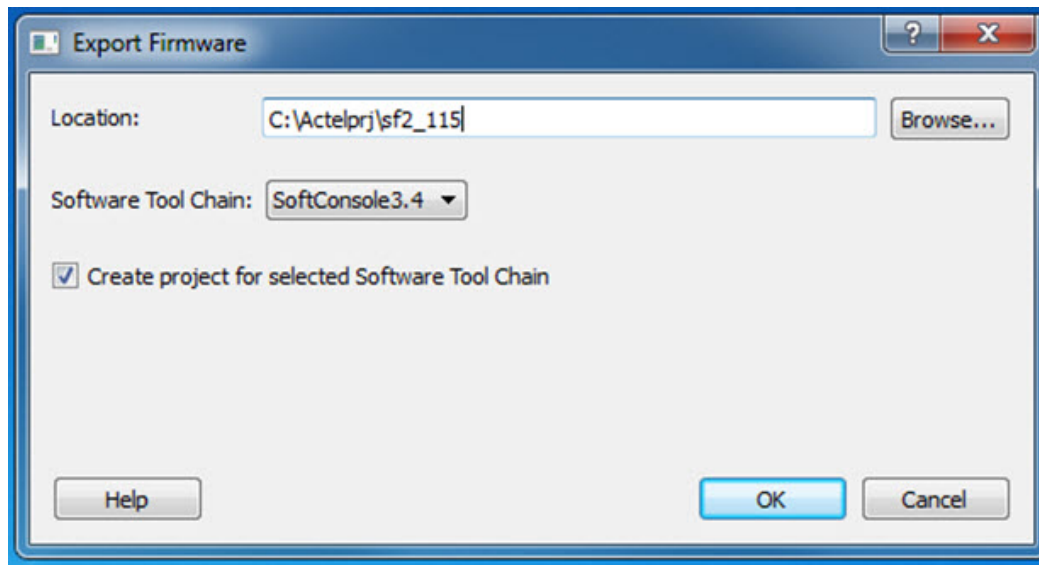 Export Firmware
Location: C:\Actelprj\sf2_115 Browse...
Software Tool Chain: SoftConsole3.4
Create project for selected Software Tool Chain
Help OK Cancel